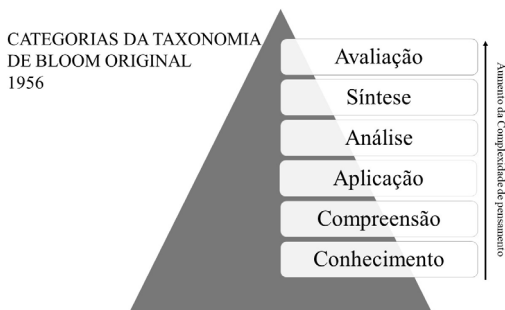 CATEGORIAS DA TAXONOMIA
DE BLOOM ORIGINAL
1956
Avaliação
Síntese
Análise
Aplicação
Compreensão
Conhecimento
Aumento da Complexidade de pensamento